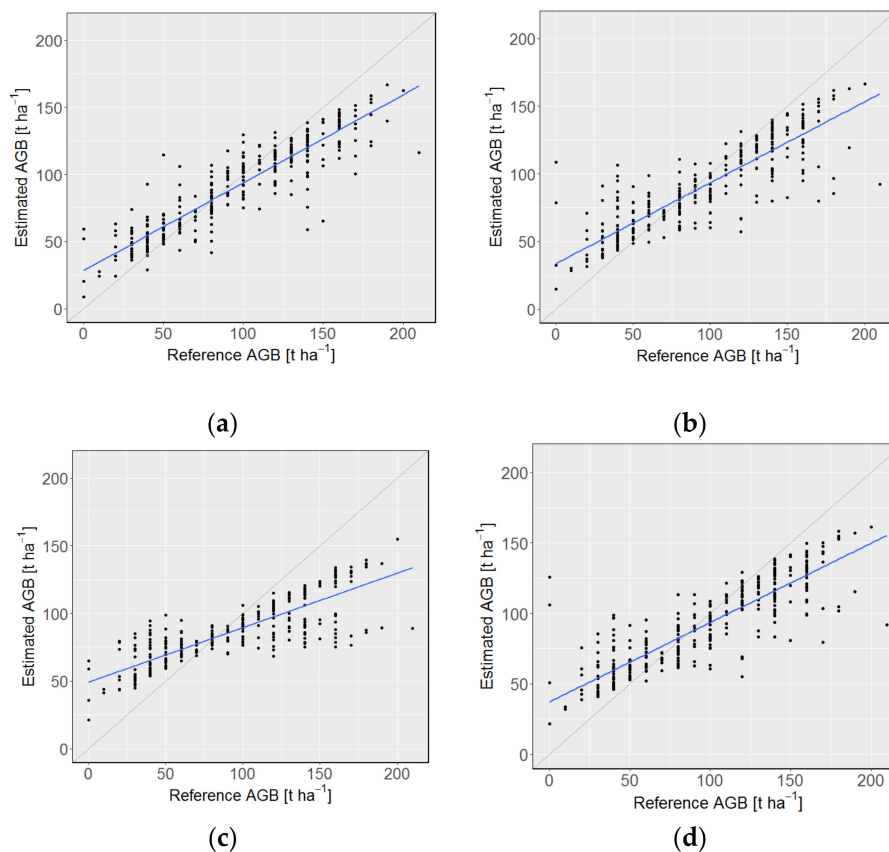 200
150
100
50
0
Estimated AGB [t ha⁻¹]
0 50 100 150 200
Reference AGB [t ha⁻¹]
(a)
200
150
100
50
0
Estimated AGB [t ha⁻¹]
0 50 100 150 200
Reference AGB [t ha⁻¹]
(b)
200
150
100
50
0
Estimated AGB [t ha⁻¹]
0 50 100 150 200
Reference AGB [t ha⁻¹]
(c)
200
150
100
50
0
Estimated AGB [t ha⁻¹]
0 50 100 150 200
Reference AGB [t ha⁻¹]
(d)